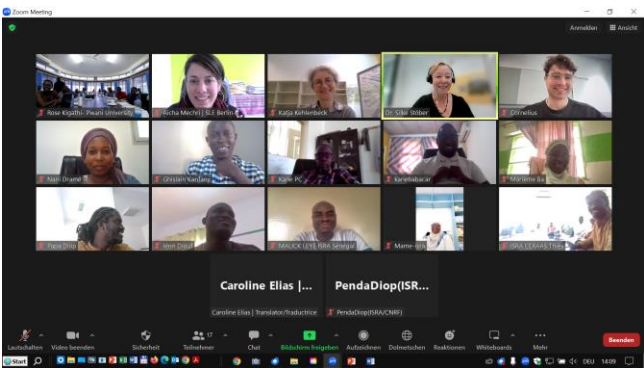 Zoom Meeting
Anmelden Ansicht
Rose Kigathi- Pwani University
Aicha Mechri | SLE Berlin
Katja Kehlenbeck
Dr. Silke Stöber
Cornelius
Nani Drame
Ghislain Kanfany
Kane PC
Kanebabacar
Marième Ba
Papa Diop
MALICK LEYE ISRA Senegal
ISRA CERAAS Thiès
Caroline Elias |...
PendaDiop(ISR...
Caroline Elias | Translator/Traductrice
PendaDiop(ISRA/CNRF)
17
Lautschalten Video beenden Sicherheit Teilnehmer Chat Bildschirm freigeben Aufzeichnen Dolmetschen Reaktionen Whiteboards Mehr
Beenden
Start
DEU 14:09